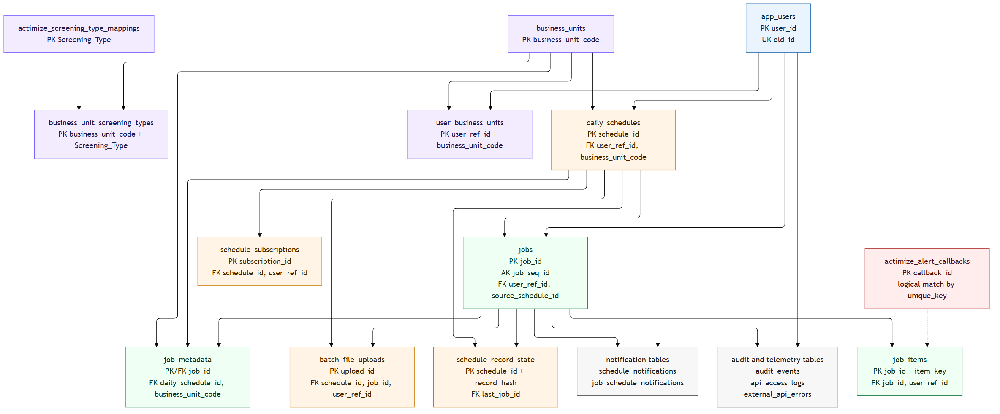 actimize_screening_type_mappings
PK Screening_Type
business_units
PK business_unit_code
app_users
PK user_id
UK old_id
business_unit_screening_types
PK business_unit_code +
Screening_Type
user_business_units
PK user_ref_id +
business_unit_code
daily_schedules
PK schedule_id
FK user_ref_id,
business_unit_code
schedule_subscriptions
PK subscription_id
FK schedule_id, user_ref_id
jobs
PK job_id
AK job_seq_id
FK user_ref_id,
source_schedule_id
actimize_alert_callbacks
PK callback_id
logical match by
unique_key
job_metadata
PK/FK job_id
FK daily_schedule_id,
business_unit_code
batch_file_uploads
PK upload_id
FK schedule_id, job_id,
user_ref_id
schedule_record_state
PK schedule_id +
record_hash
FK last_job_id
notification tables
schedule_notifications
job_schedule_notifications
audit and telemetry tables
audit_events
api_access_logs
external_api_errors
job_items
PK job_id + item_key
FK job_id, user_ref_id